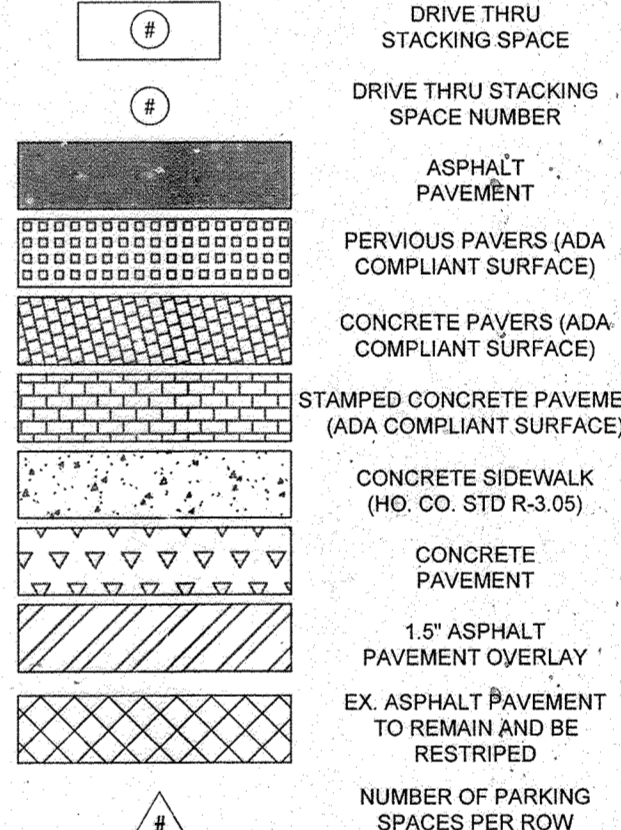 #
DRIVE THRU
STACKING SPACE
#
DRIVE THRU STACKING
SPACE NUMBER
ASPHALT
PAVEMENT
PERVIOUS PAVERS (ADA
COMPLIANT SURFACE)
CONCRETE PAVERS (ADA
COMPLIANT SURFACE)
STAMPED CONCRETE PAVEME
(ADA COMPLIANT SURFACE)
CONCRETE SIDEWALK
(HO. CO. STD R-3.05)
CONCRETE
PAVEMENT
1.5" ASPHALT
PAVEMENT OVERLAY
EX. ASPHALT PAVEMENT
TO REMAIN AND BE
RESTRIPED
#
NUMBER OF PARKING
SPACES PER ROW